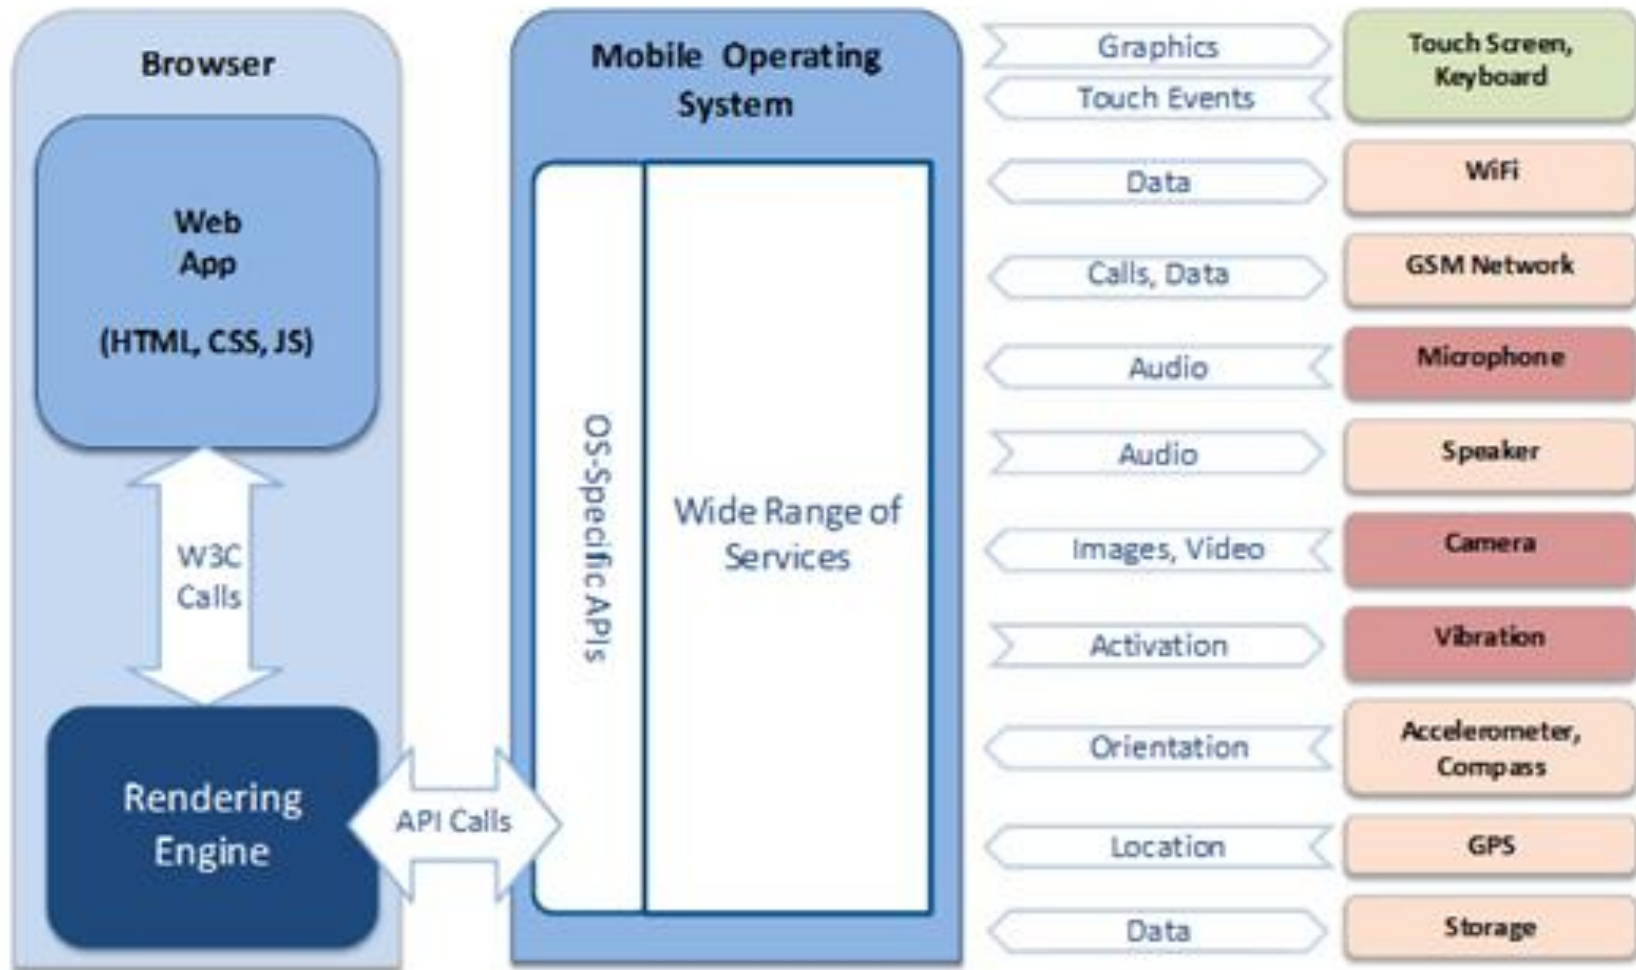 Browser
Web
App
(HTML, CSS, JS)
W3C
Calls
Rendering
Engine
API Calls
Mobile Operating
System
OS-Specific APIs
Wide Range of
Services
Graphics
Touch Events
Touch Screen,
Keyboard
Data
WiFi
Calls, Data
GSM Network
Audio
Microphone
Audio
Speaker
Images, Video
Camera
Activation
Vibration
Orientation
Accelerometer,
Compass
Location
GPS
Data
Storage